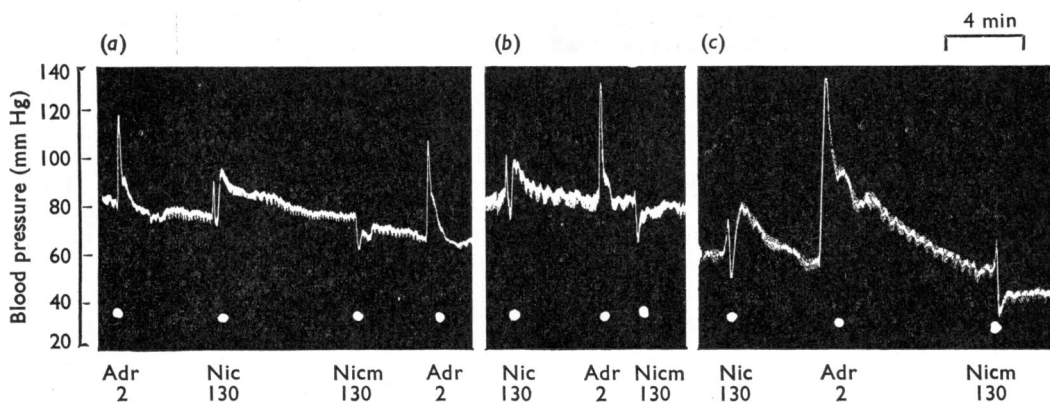 4 min
(a) (b) (c)
Blood pressure (mm Hg)
140
120
100
80
60
40
20
Adr Nic Nicm Adr Nic Adr Nicm Nic Adr Nicm
2 130 130 2 130 2 130 130 2 130